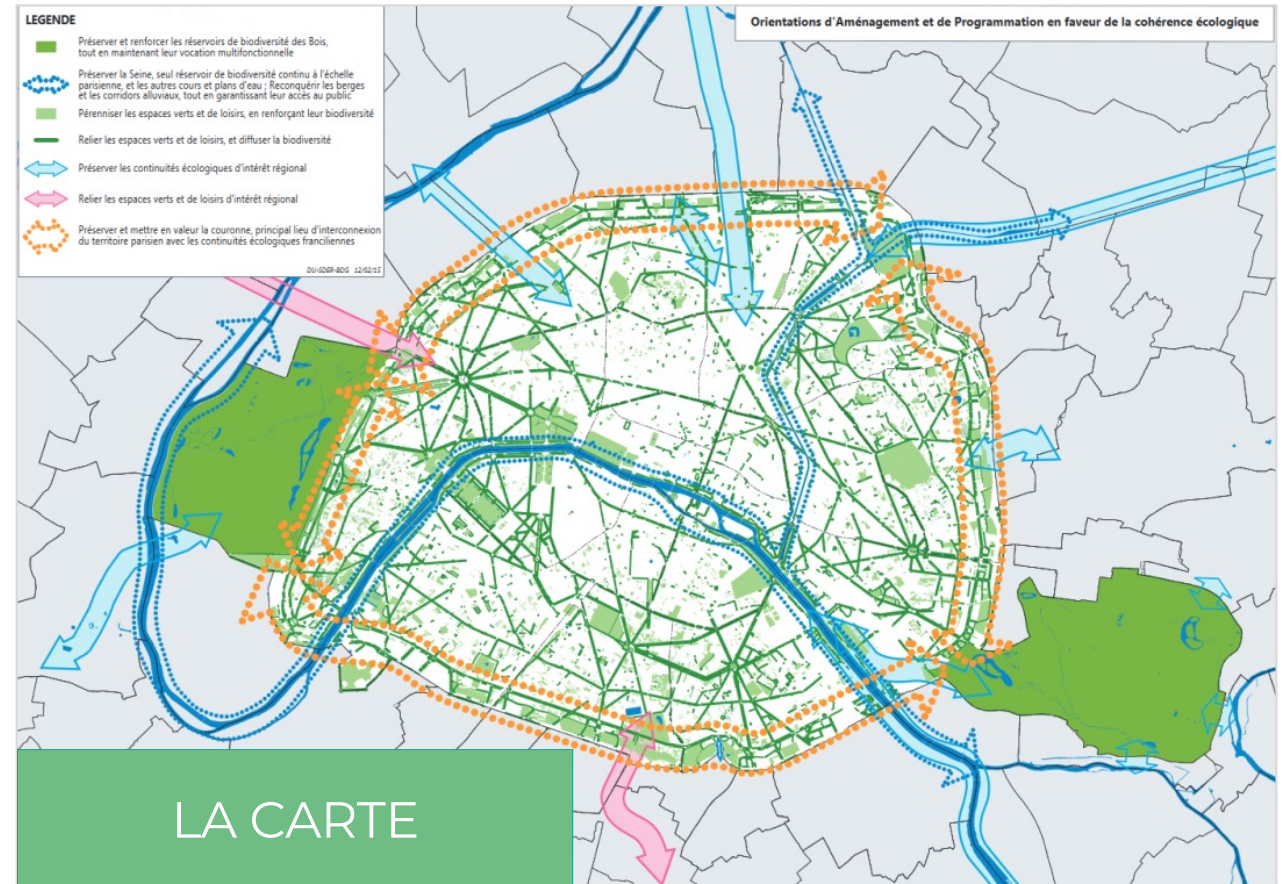 LEGENDE
Préserver et renforcer les réservoirs de biodiversité des Bois,
tout en maintenant leur vocation multifonctionnelle
Préserver la Seine, seul réservoir de biodiversité continu à l'échelle
parisienne, et les autres cours et plans d'eau ; Reconquérir les berges
et les corridors alluviaux, tout en garantissant leur accès au public
Pérenniser les espaces verts et de loisirs, en renforçant leur biodiversité
Relier les espaces verts et de loisirs, et diffuser la biodiversité
Préserver les continuités écologiques d'intérêt régional
Relier les espaces verts et de loisirs d'intérêt régional
Préserver et mettre en valeur la couronne, principal lieu d'interconnexion
du territoire parisien avec les continuités écologiques franciliennes
DU-SDER-BDG 12/02/15
Orientations d'Aménagement et de Programmation en faveur de la cohérence écologique
LA CARTE